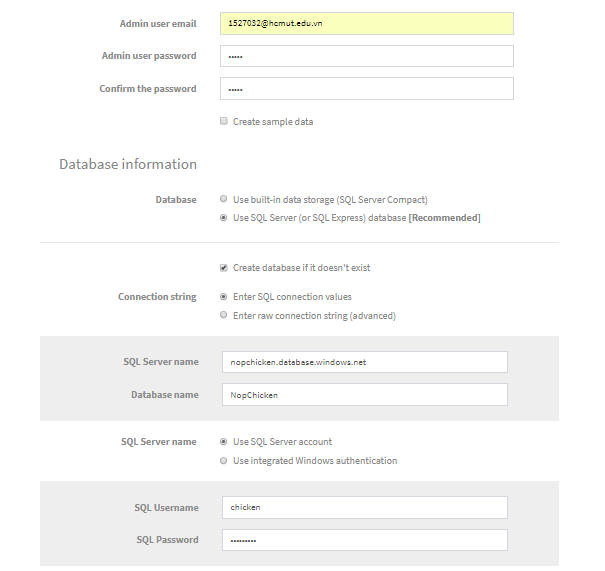 Admin user email 1527032@hcmut.edu.vn
Admin user password •••••
Confirm the password •••••
Create sample data
Database information
Database Use built-in data storage (SQL Server Compact)
Use SQL Server (or SQL Express) database [Recommended]
Create database if it doesn't exist
Connection string Enter SQL connection values
Enter raw connection string (advanced)
SQL Server name nopchicken.database.windows.net
Database name NopChicken
SQL Server name Use SQL Server account
Use integrated Windows authentication
SQL Username chicken
SQL Password •••••••••